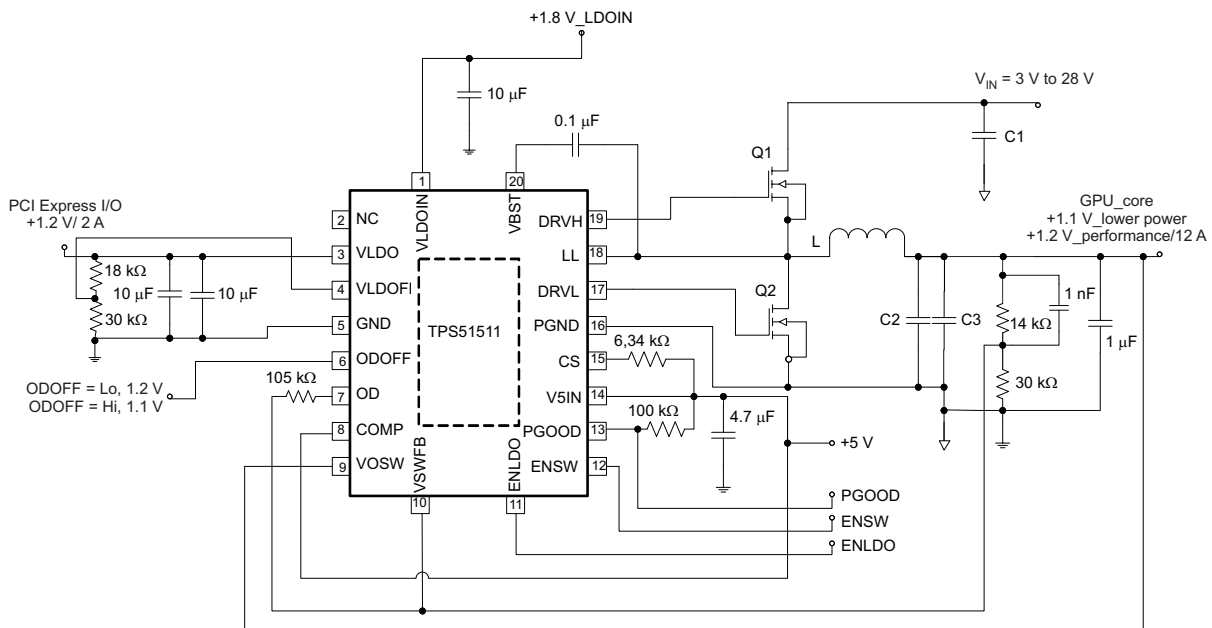 +1.8 V_LDOIN
10 μF
VIN = 3 V to 28 V
0.1 μF
C1
Q1
1
20
VLDOIN
VBST
PCI Express I/O
+1.2 V/ 2 A
2
NC
DRVH
19
GPU_core
+1.1 V_lower power
+1.2 V_performance/12 A
3
VLDO
LL
18
L
18 kΩ
10 μF
10 μF
30 kΩ
4
VLDOFI
DRVL
17
Q2
1 nF
5
GND
TPS51511
PGND
16
C2
C3
14 kΩ
1 μF
6
ODOFF
CS
15
6,34 kΩ
ODOFF = Lo, 1.2 V
ODOFF = Hi, 1.1 V
105 kΩ
7
OD
V5IN
14
30 kΩ
8
COMP
PGOOD
13
100 kΩ
4.7 μF
+5 V
9
VOSW
ENSW
12
VSWFB
ENLDO
10
11
PGOOD
ENSW
ENLDO